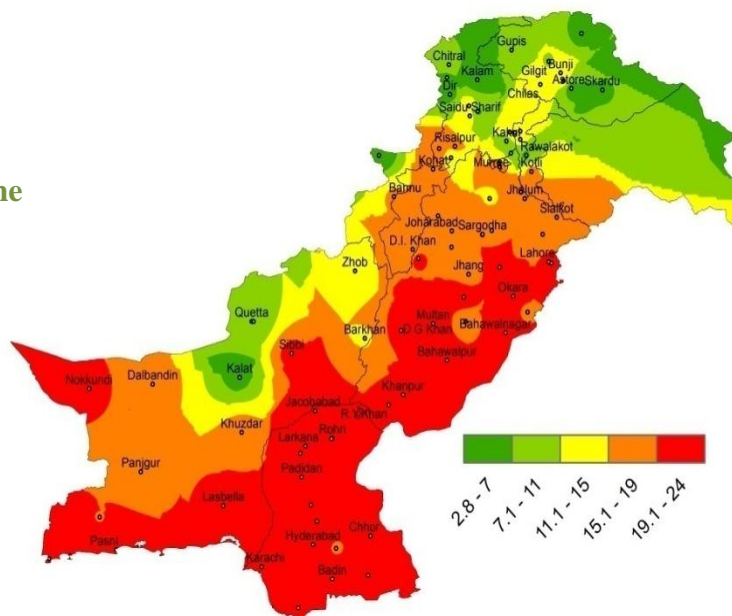 Gupis
Chitral
Bunji
Kalam
Gilgit
Astore
Skardu
Dir
Chilas
Saidu Sharif
Kakul
Risalpur
Rawalakot
Kohat
Murree
Kotli
Bannu
Jhelum
Sialkot
Joharabad
Sargodha
D.I. Khan
Lahore
Zhob
Jhang
Okara
Quetta
Multan
D G Khan
Bahawalnagar
Barkhan
Sibbi
Bahawalpur
Kalat
Dalbandin
Nokkundi
Khanpur
Jacobabad
R.Y.Khan
Khuzdar
Rohri
Larkana
Panjgur
Padidan
Lasbella
Chhor
Pasni
Hyderabad
Karachi
Badin
2.8 - 7
7.1 - 11
11.1 - 15
15.1 - 19
19.1 - 24